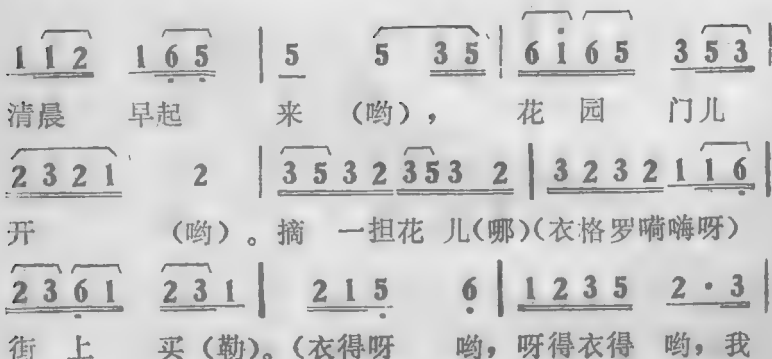 1 1 2 1 6 5 | 5 5 3 5 | 6 i 6 5 3 5 3 |
清晨 早起 来 (哟)， 花 园 门儿
2 3 2 1 2 | 3 5 3 2 3 5 3 2 | 3 2 3 2 1 1 6 |
开 (哟)。摘 一担花 儿(哪)(衣格罗嗬嗨呀)
2 3 6 1 2 3 1 | 2 1 5 6 | 1 2 3 5 2 · 3 |
街 上 买 (勒)。(衣得呀 哟，呀得衣得 哟，我